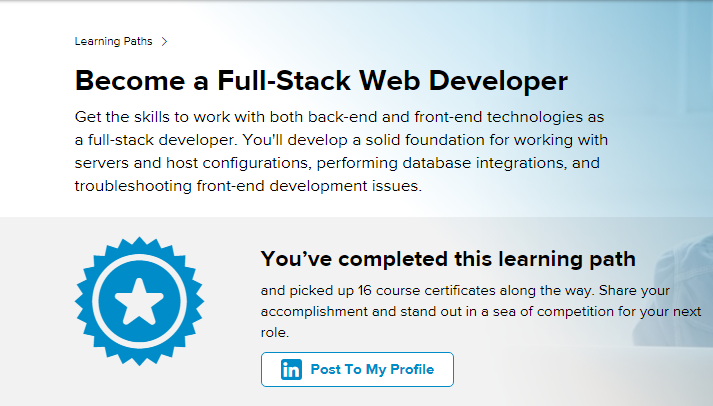 Learning Paths >
Become a Full-Stack Web Developer
Get the skills to work with both back-end and front-end technologies as
a full-stack developer. You'll develop a solid foundation for working with
servers and host configurations, performing database integrations, and
troubleshooting front-end development issues.
You’ve completed this learning path
and picked up 16 course certificates along the way. Share your
accomplishment and stand out in a sea of competition for your next
role.
in Post To My Profile